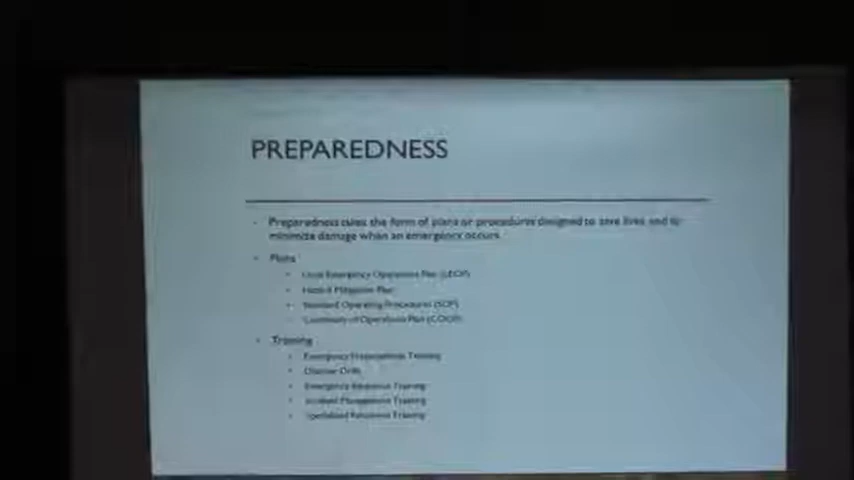 PREPAREDNESS
Preparedness takes the form of plans or procedures designed to save lives and to
minimize damage when an emergency occurs.
Plans
Local Emergency Operations Plan (LEOP)
Hazard Mitigation Plan
Standard Operating Procedures (SOP)
Continuity of Operations Plan (COOP)
Training
Emergency Preparedness Training
Disaster Drills
Emergency Response Training
Incident Management Training
Specialized Response Training